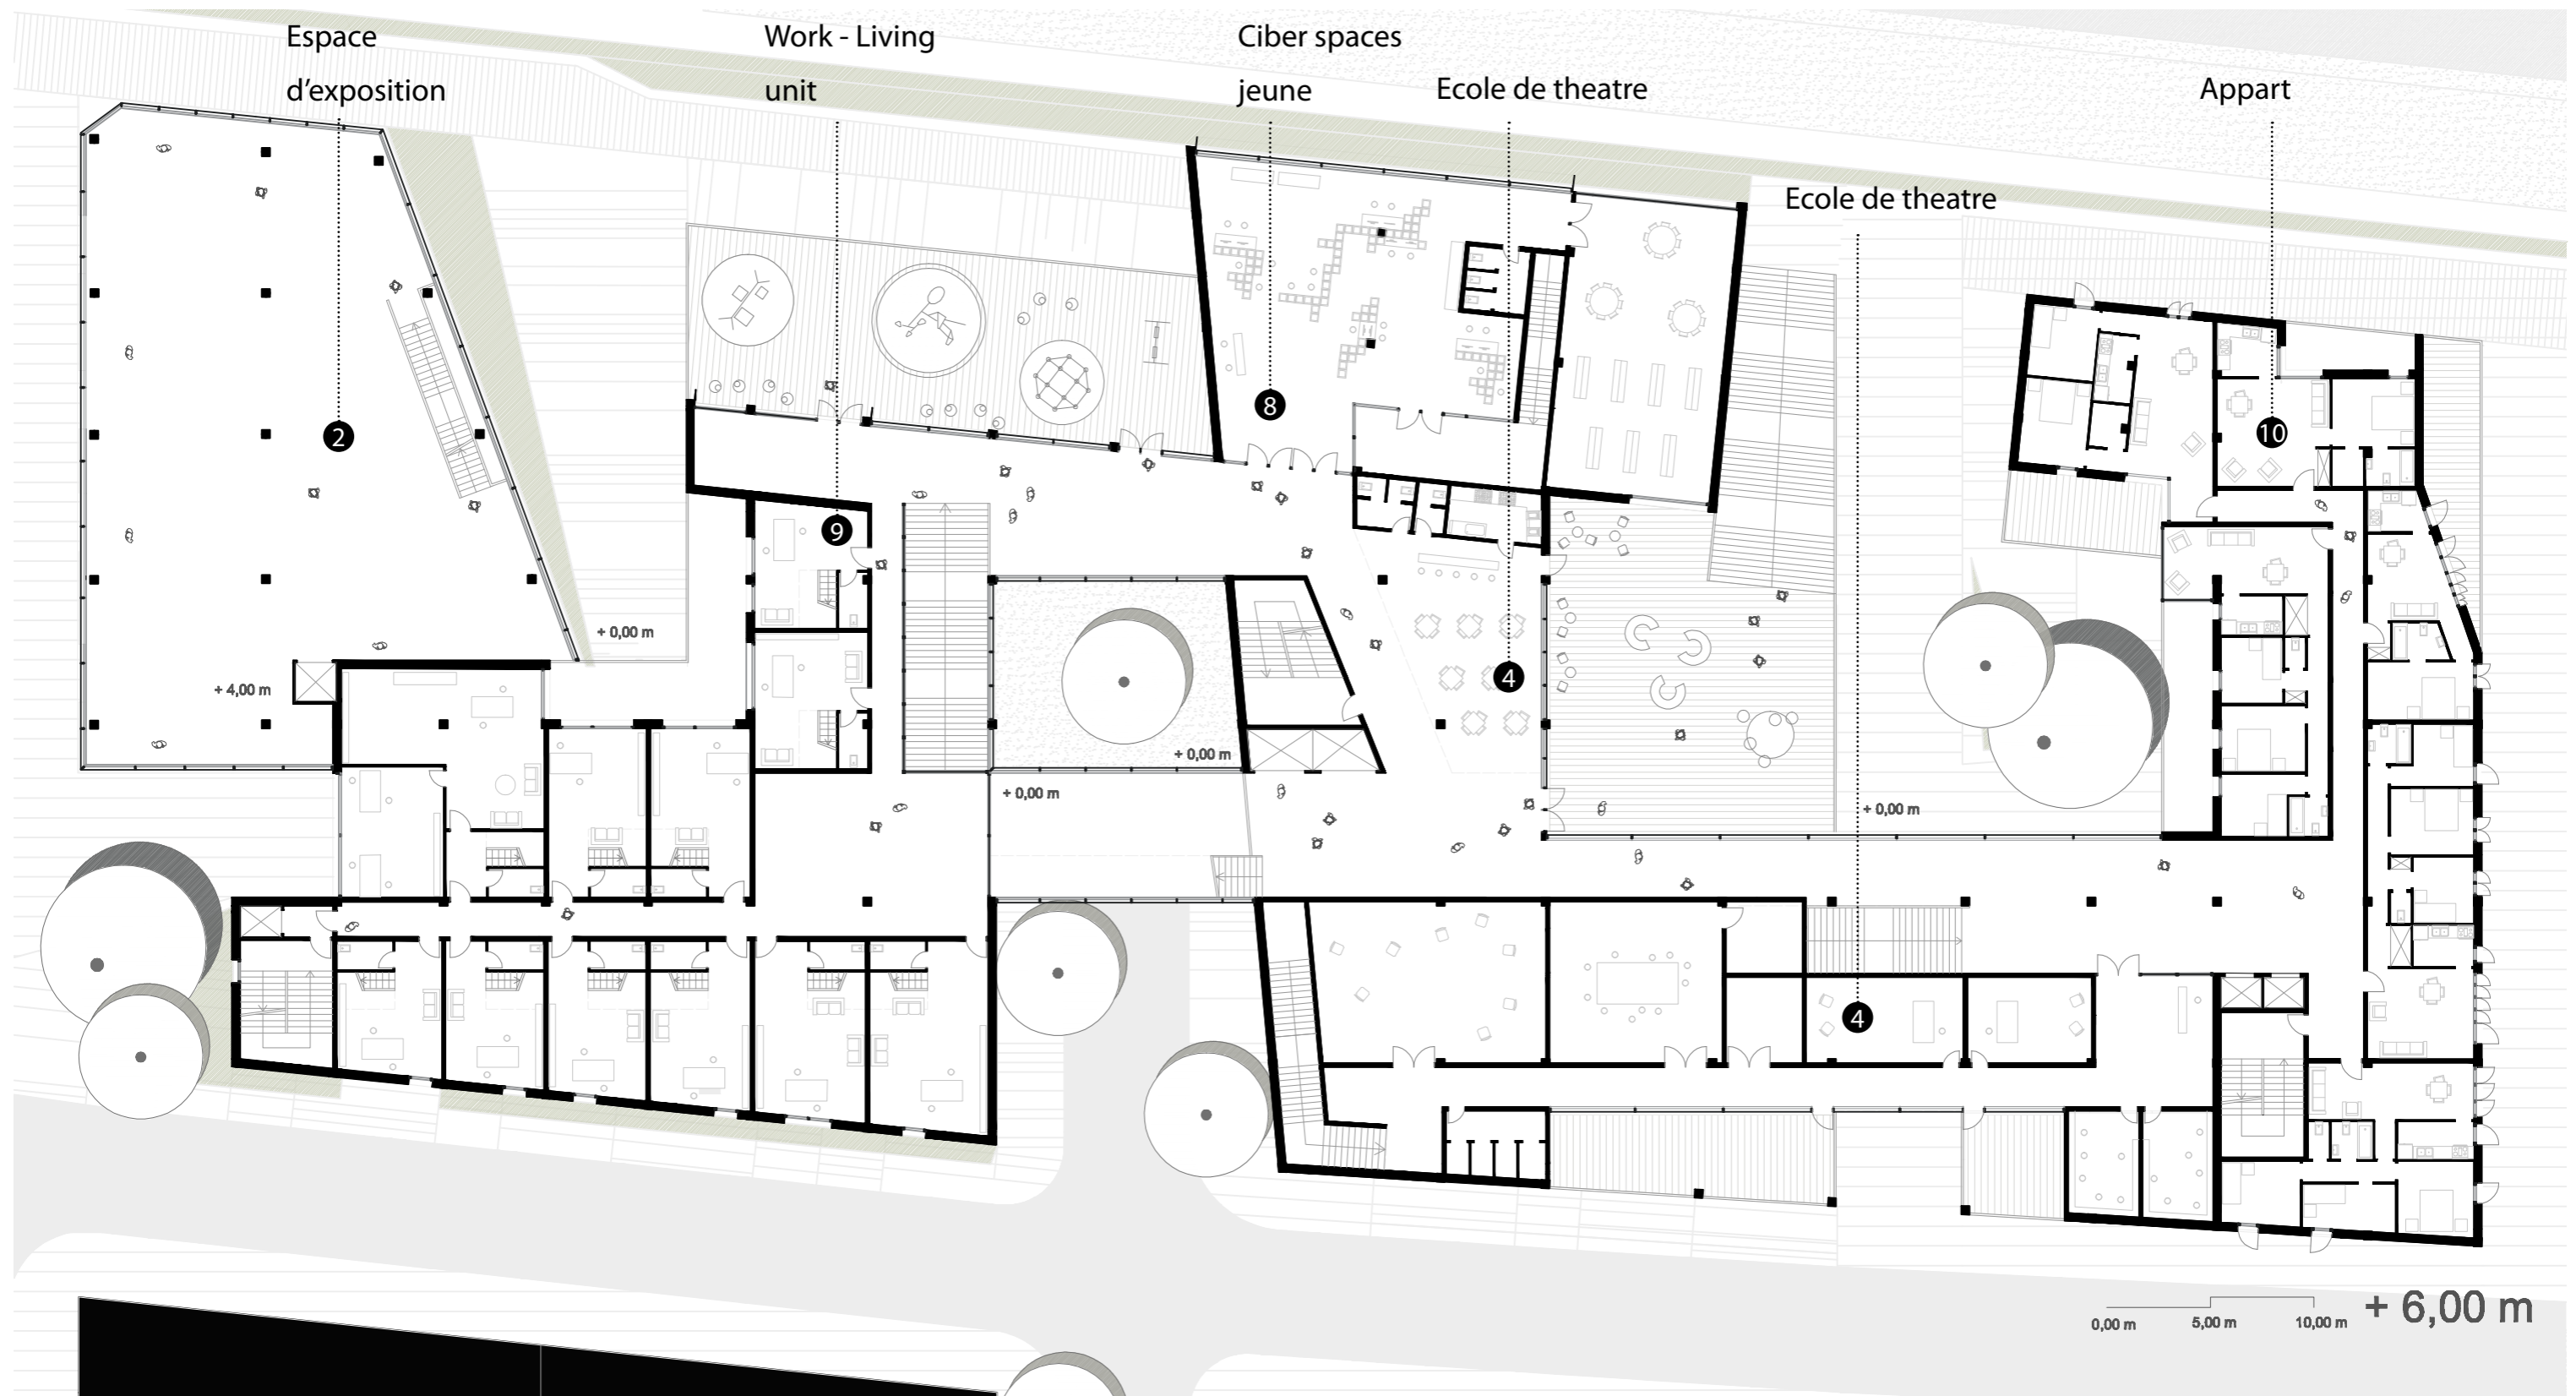 Espace
d’exposition
Work - Living
unit
Ciber spaces
jeune
Ecole de theatre
Ecole de theatre
Appart
2
8
10
9
4
4
+ 0,00 m
+ 4,00 m
+ 0,00 m
+ 0,00 m
+ 0,00 m
0,00 m
5,00 m
10,00 m
+ 6,00 m